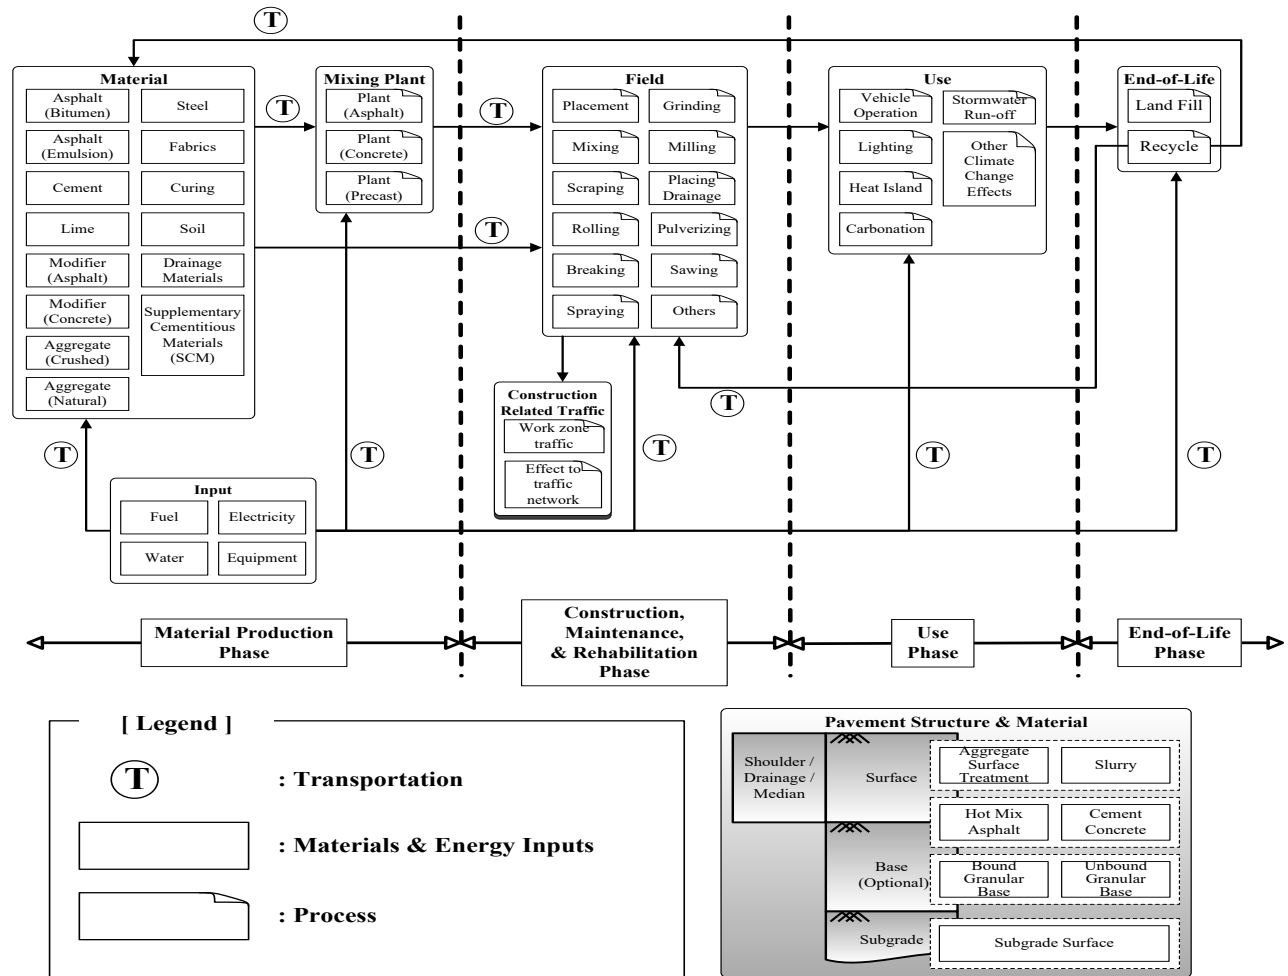 T
Material
Asphalt
(Bitumen)
Steel
Asphalt
(Emulsion)
Fabrics
Cement
Curing
Lime
Soil
Modifier
(Asphalt)
Drainage
Materials
Modifier
(Concrete)
Supplementary
Cementitious
Materials
(SCM)
Aggregate
(Crushed)
Aggregate
(Natural)
T
Mixing Plant
Plant
(Asphalt)
Plant
(Concrete)
Plant
(Precast)
T
T
Field
Placement
Grinding
Mixing
Milling
Scraping
Placing
Drainage
Rolling
Pulverizing
Breaking
Sawing
Spraying
Others
Construction
Related Traffic
Work zone
traffic
Effect to
traffic
network
Use
Vehicle
Operation
Stormwater
Run-off
Lighting
Other
Climate
Change
Effects
Heat Island
Carbonation
End-of-Life
Land Fill
Recycle
T
T
T
T
T
T
Input
Fuel
Electricity
Water
Equipment
Material Production
Phase
Construction,
Maintenance,
& Rehabilitation
Phase
Use
Phase
End-of-Life
Phase
[ Legend ]
T
: Transportation
: Materials & Energy Inputs
: Process
Pavement Structure & Material
Shoulder /
Drainage /
Median
Surface
Aggregate
Surface
Treatment
Slurry
Hot Mix
Asphalt
Cement
Concrete
Base
(Optional)
Bound
Granular
Base
Unbound
Granular
Base
Subgrade
Subgrade Surface